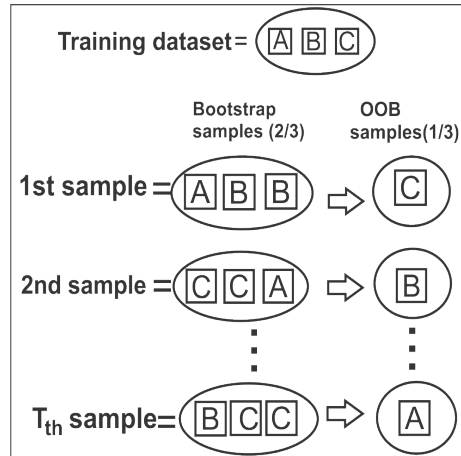 Training dataset= A B C
Bootstrap OOB
samples (2/3) samples(1/3)
1st sample= A B B C
2nd sample= C C A B
Tth sample= B C C A